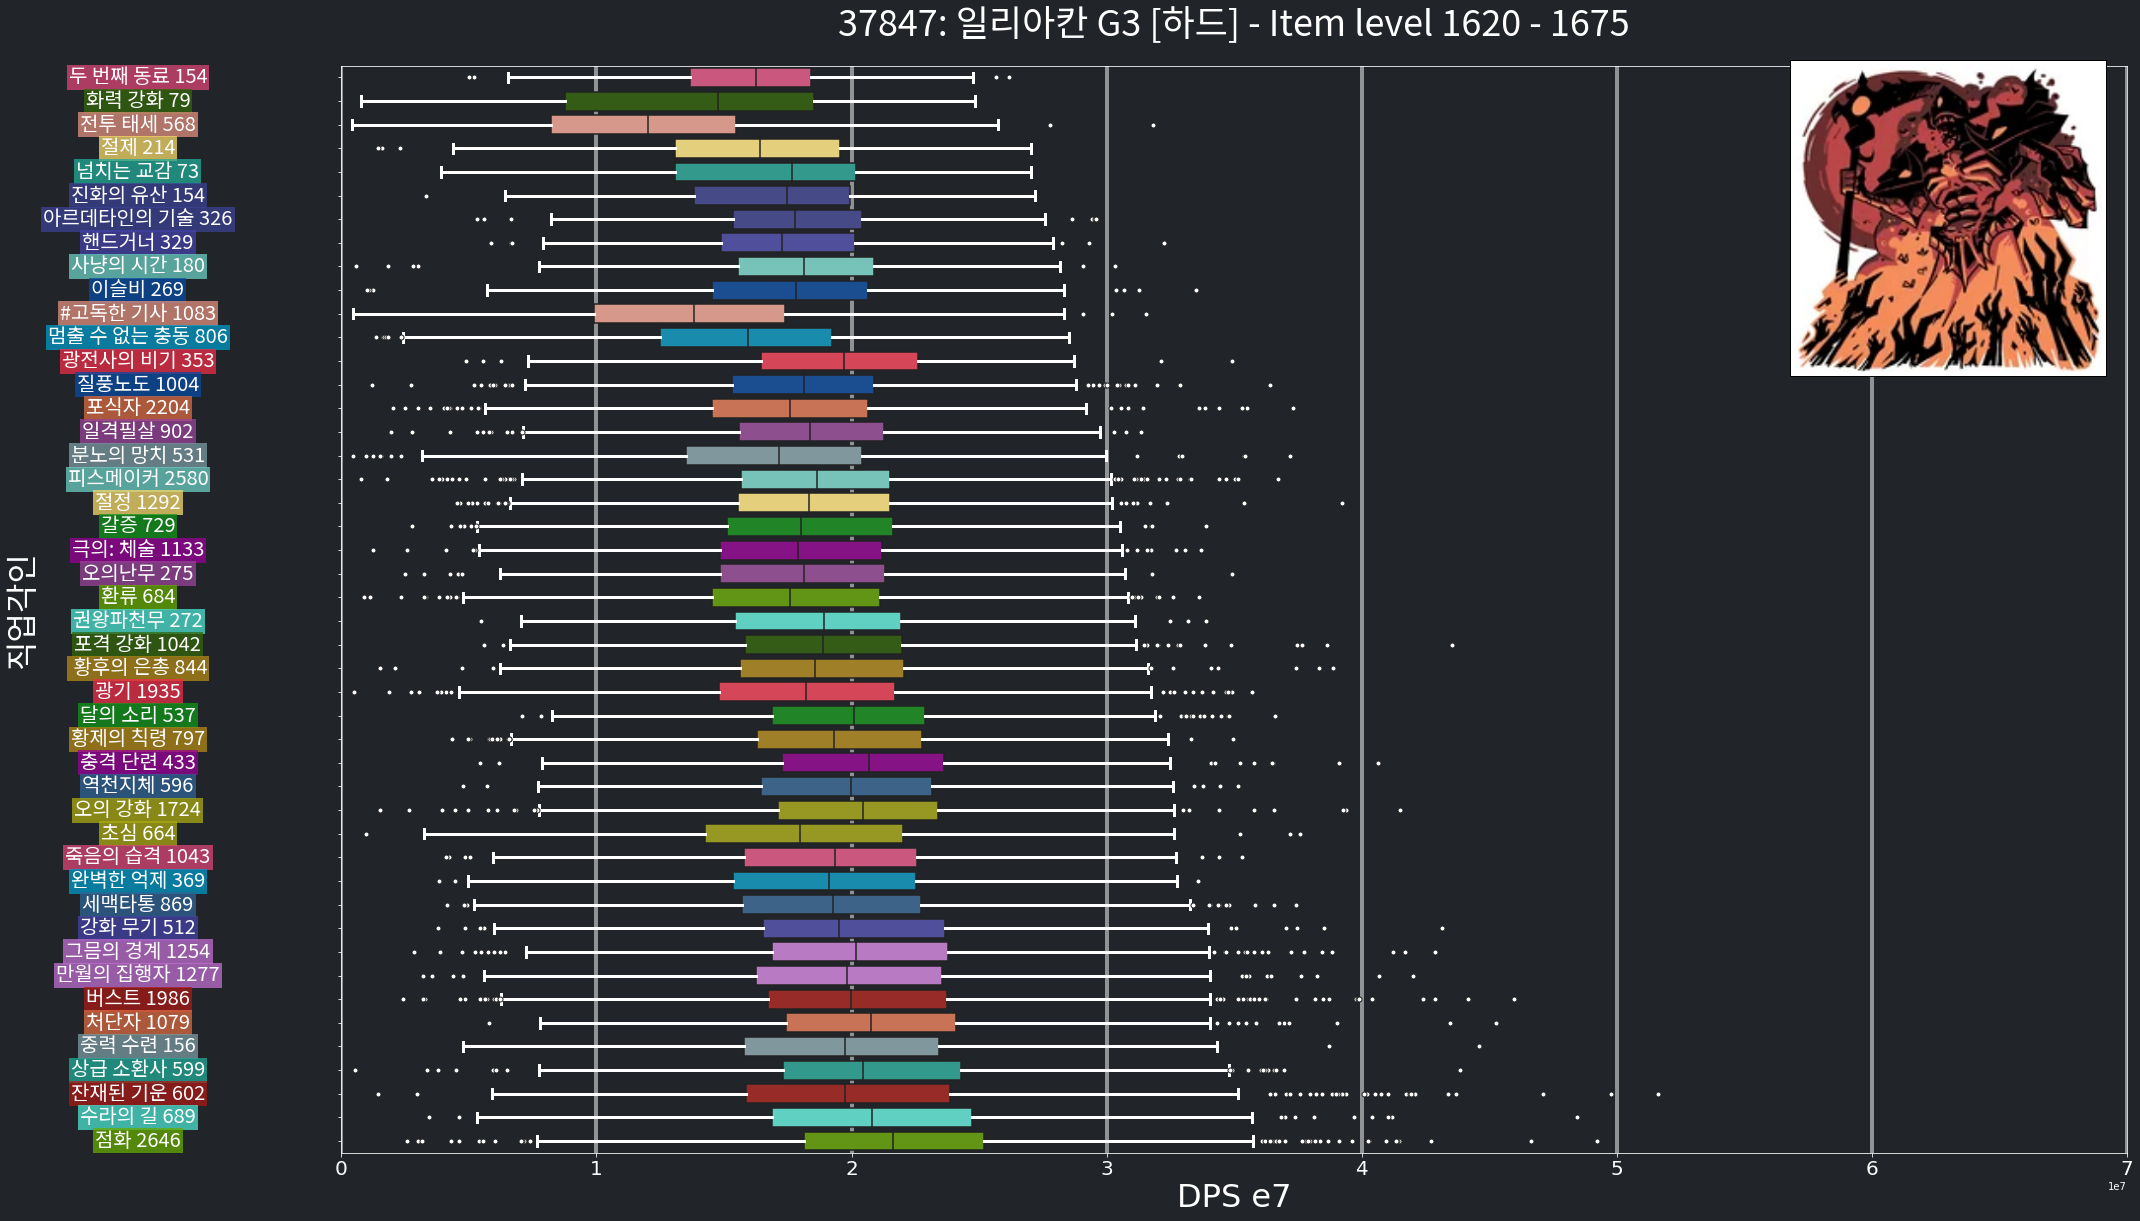 37847: 일리아칸 G3 [하드] - Item level 1620 - 1675
두 번째 동료 154
화력 강화 79
전투 태세 568
절제 214
넘치는 교감 73
진화의 유산 154
아르데타인의 기술 326
핸드거너 329
사냥의 시간 180
이슬비 269
#고독한 기사 1083
멈출 수 없는 충동 806
광전사의 비기 353
질풍노도 1004
포식자 2204
일격필살 902
분노의 망치 531
피스메이커 2580
절정 1292
갈증 729
극의: 체술 1133
오의난무 275
환류 684
권왕파천무 272
포격 강화 1042
황후의 은총 844
광기 1935
달의 소리 537
황제의 칙령 797
충격 단련 433
역천지체 596
오의 강화 1724
초심 664
죽음의 습격 1043
완벽한 억제 369
세맥타통 869
강화 무기 512
그믐의 경계 1254
만월의 집행자 1277
버스트 1986
처단자 1079
중력 수련 156
상급 소환사 599
잔재된 기운 602
수라의 길 689
점화 2646
직업각인
0 1 2 3 4 5 6 7
1e7
DPS e7